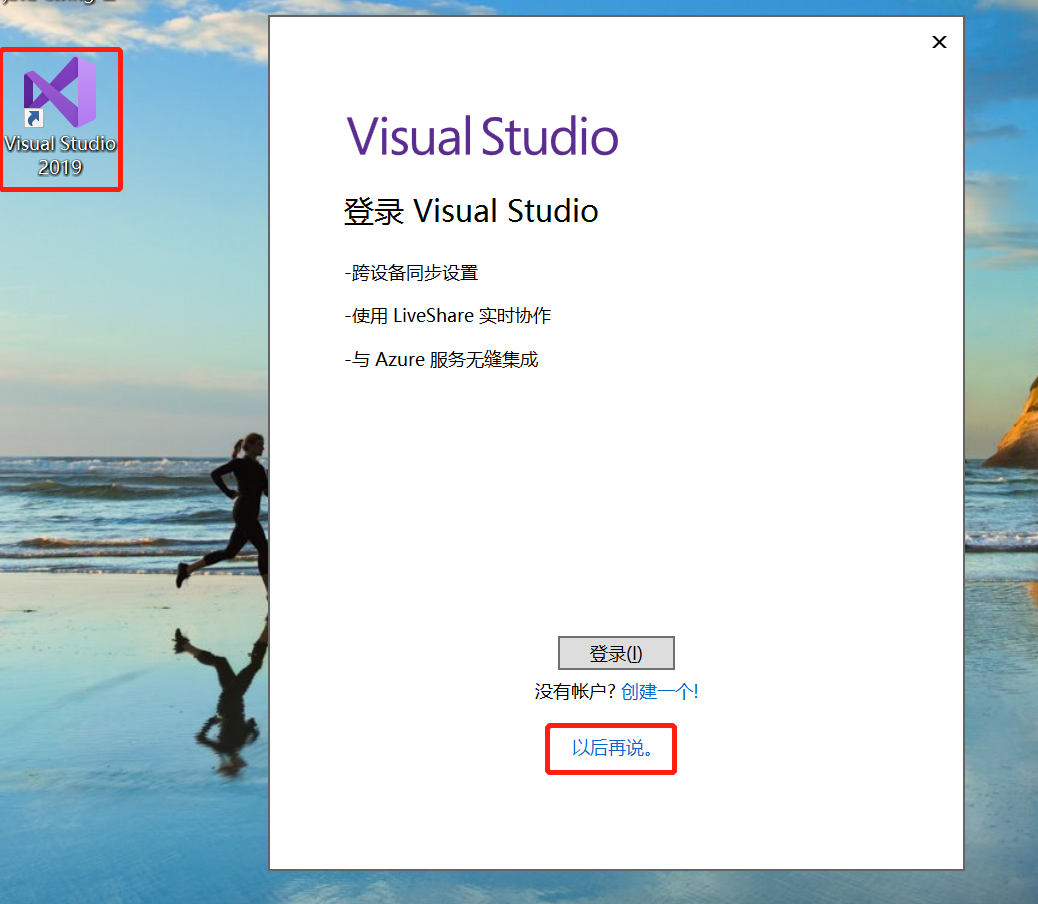 Visual Studio
2019
Visual Studio
登录 Visual Studio
-跨设备同步设置
-使用 LiveShare 实时协作
-与 Azure 服务无缝集成
登录(I)
没有帐户? 创建一个!
以后再说。